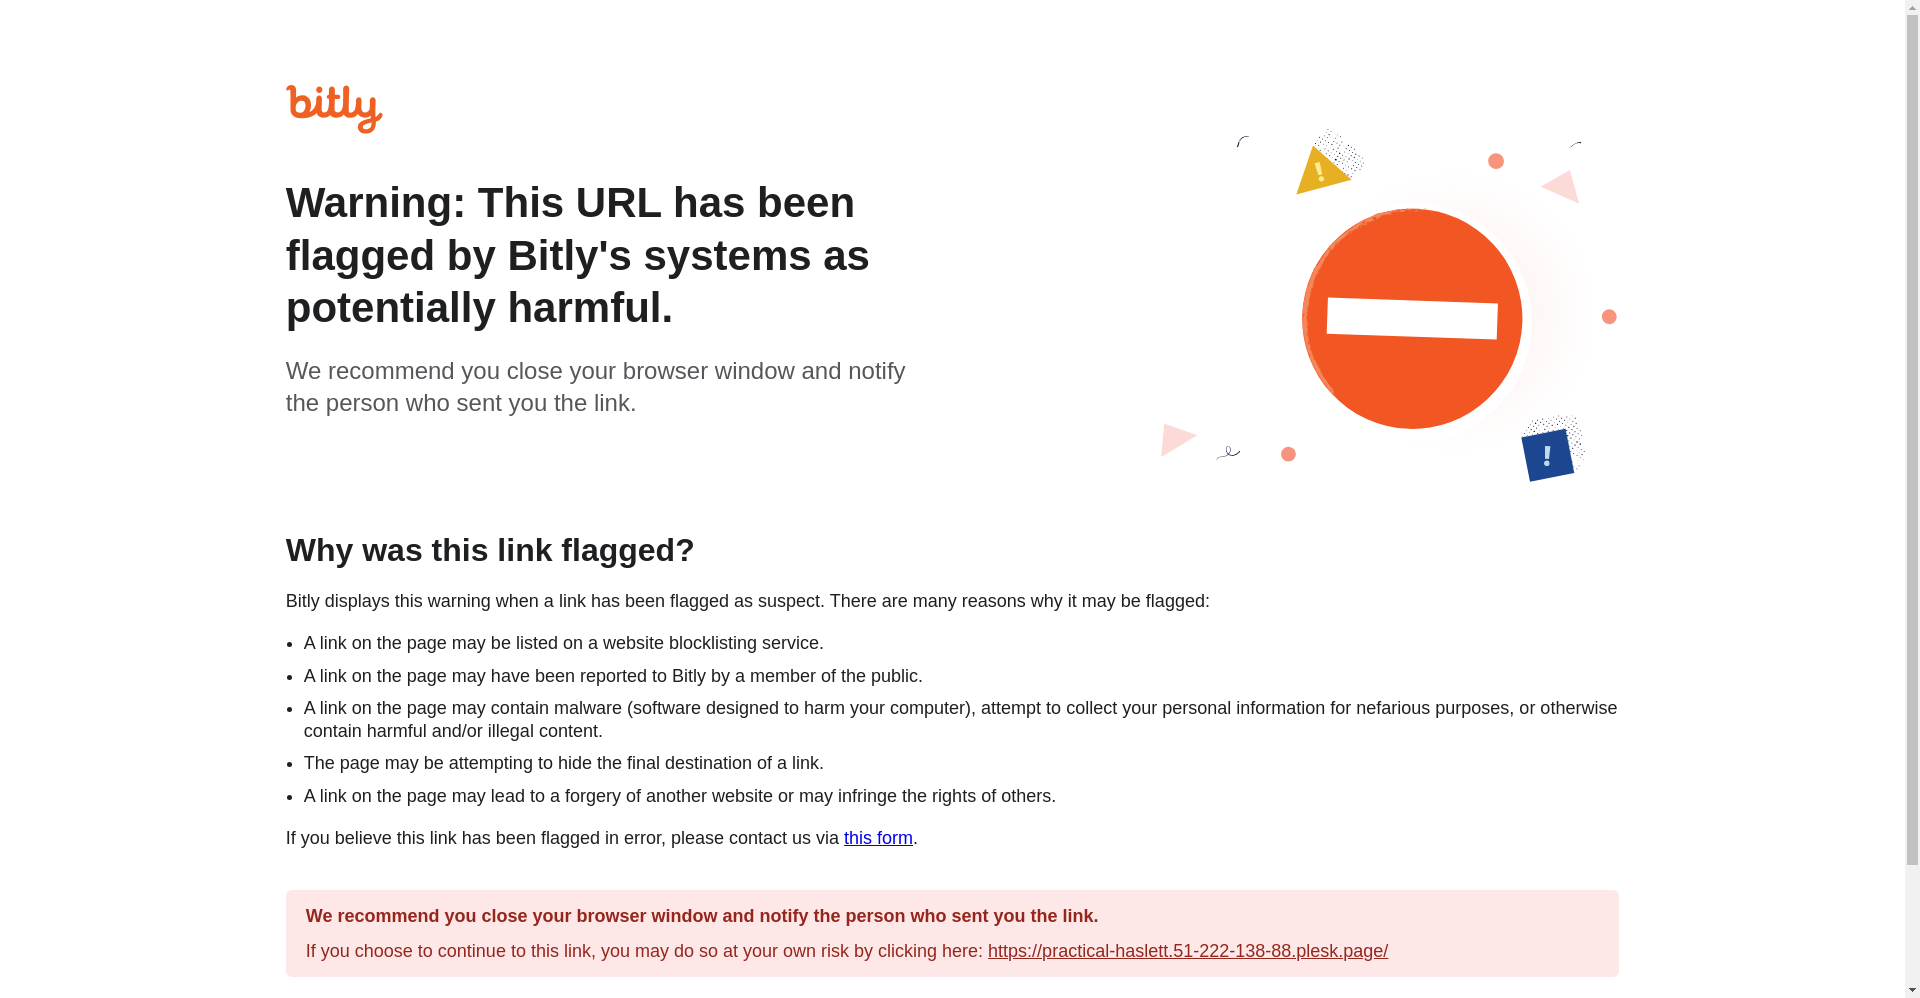 bitly
Warning: This URL has been
flagged by Bitly's systems as
potentially harmful.
We recommend you close your browser window and notify
the person who sent you the link.
!
!
Why was this link flagged?
Bitly displays this warning when a link has been flagged as suspect. There are many reasons why it may be flagged:
• A link on the page may be listed on a website blocklisting service.
• A link on the page may have been reported to Bitly by a member of the public.
• A link on the page may contain malware (software designed to harm your computer), attempt to collect your personal information for nefarious purposes, or otherwise
contain harmful and/or illegal content.
• The page may be attempting to hide the final destination of a link.
• A link on the page may lead to a forgery of another website or may infringe the rights of others.
If you believe this link has been flagged in error, please contact us via this form.
We recommend you close your browser window and notify the person who sent you the link.
If you choose to continue to this link, you may do so at your own risk by clicking here: https://practical-haslett.51-222-138-88.plesk.page/